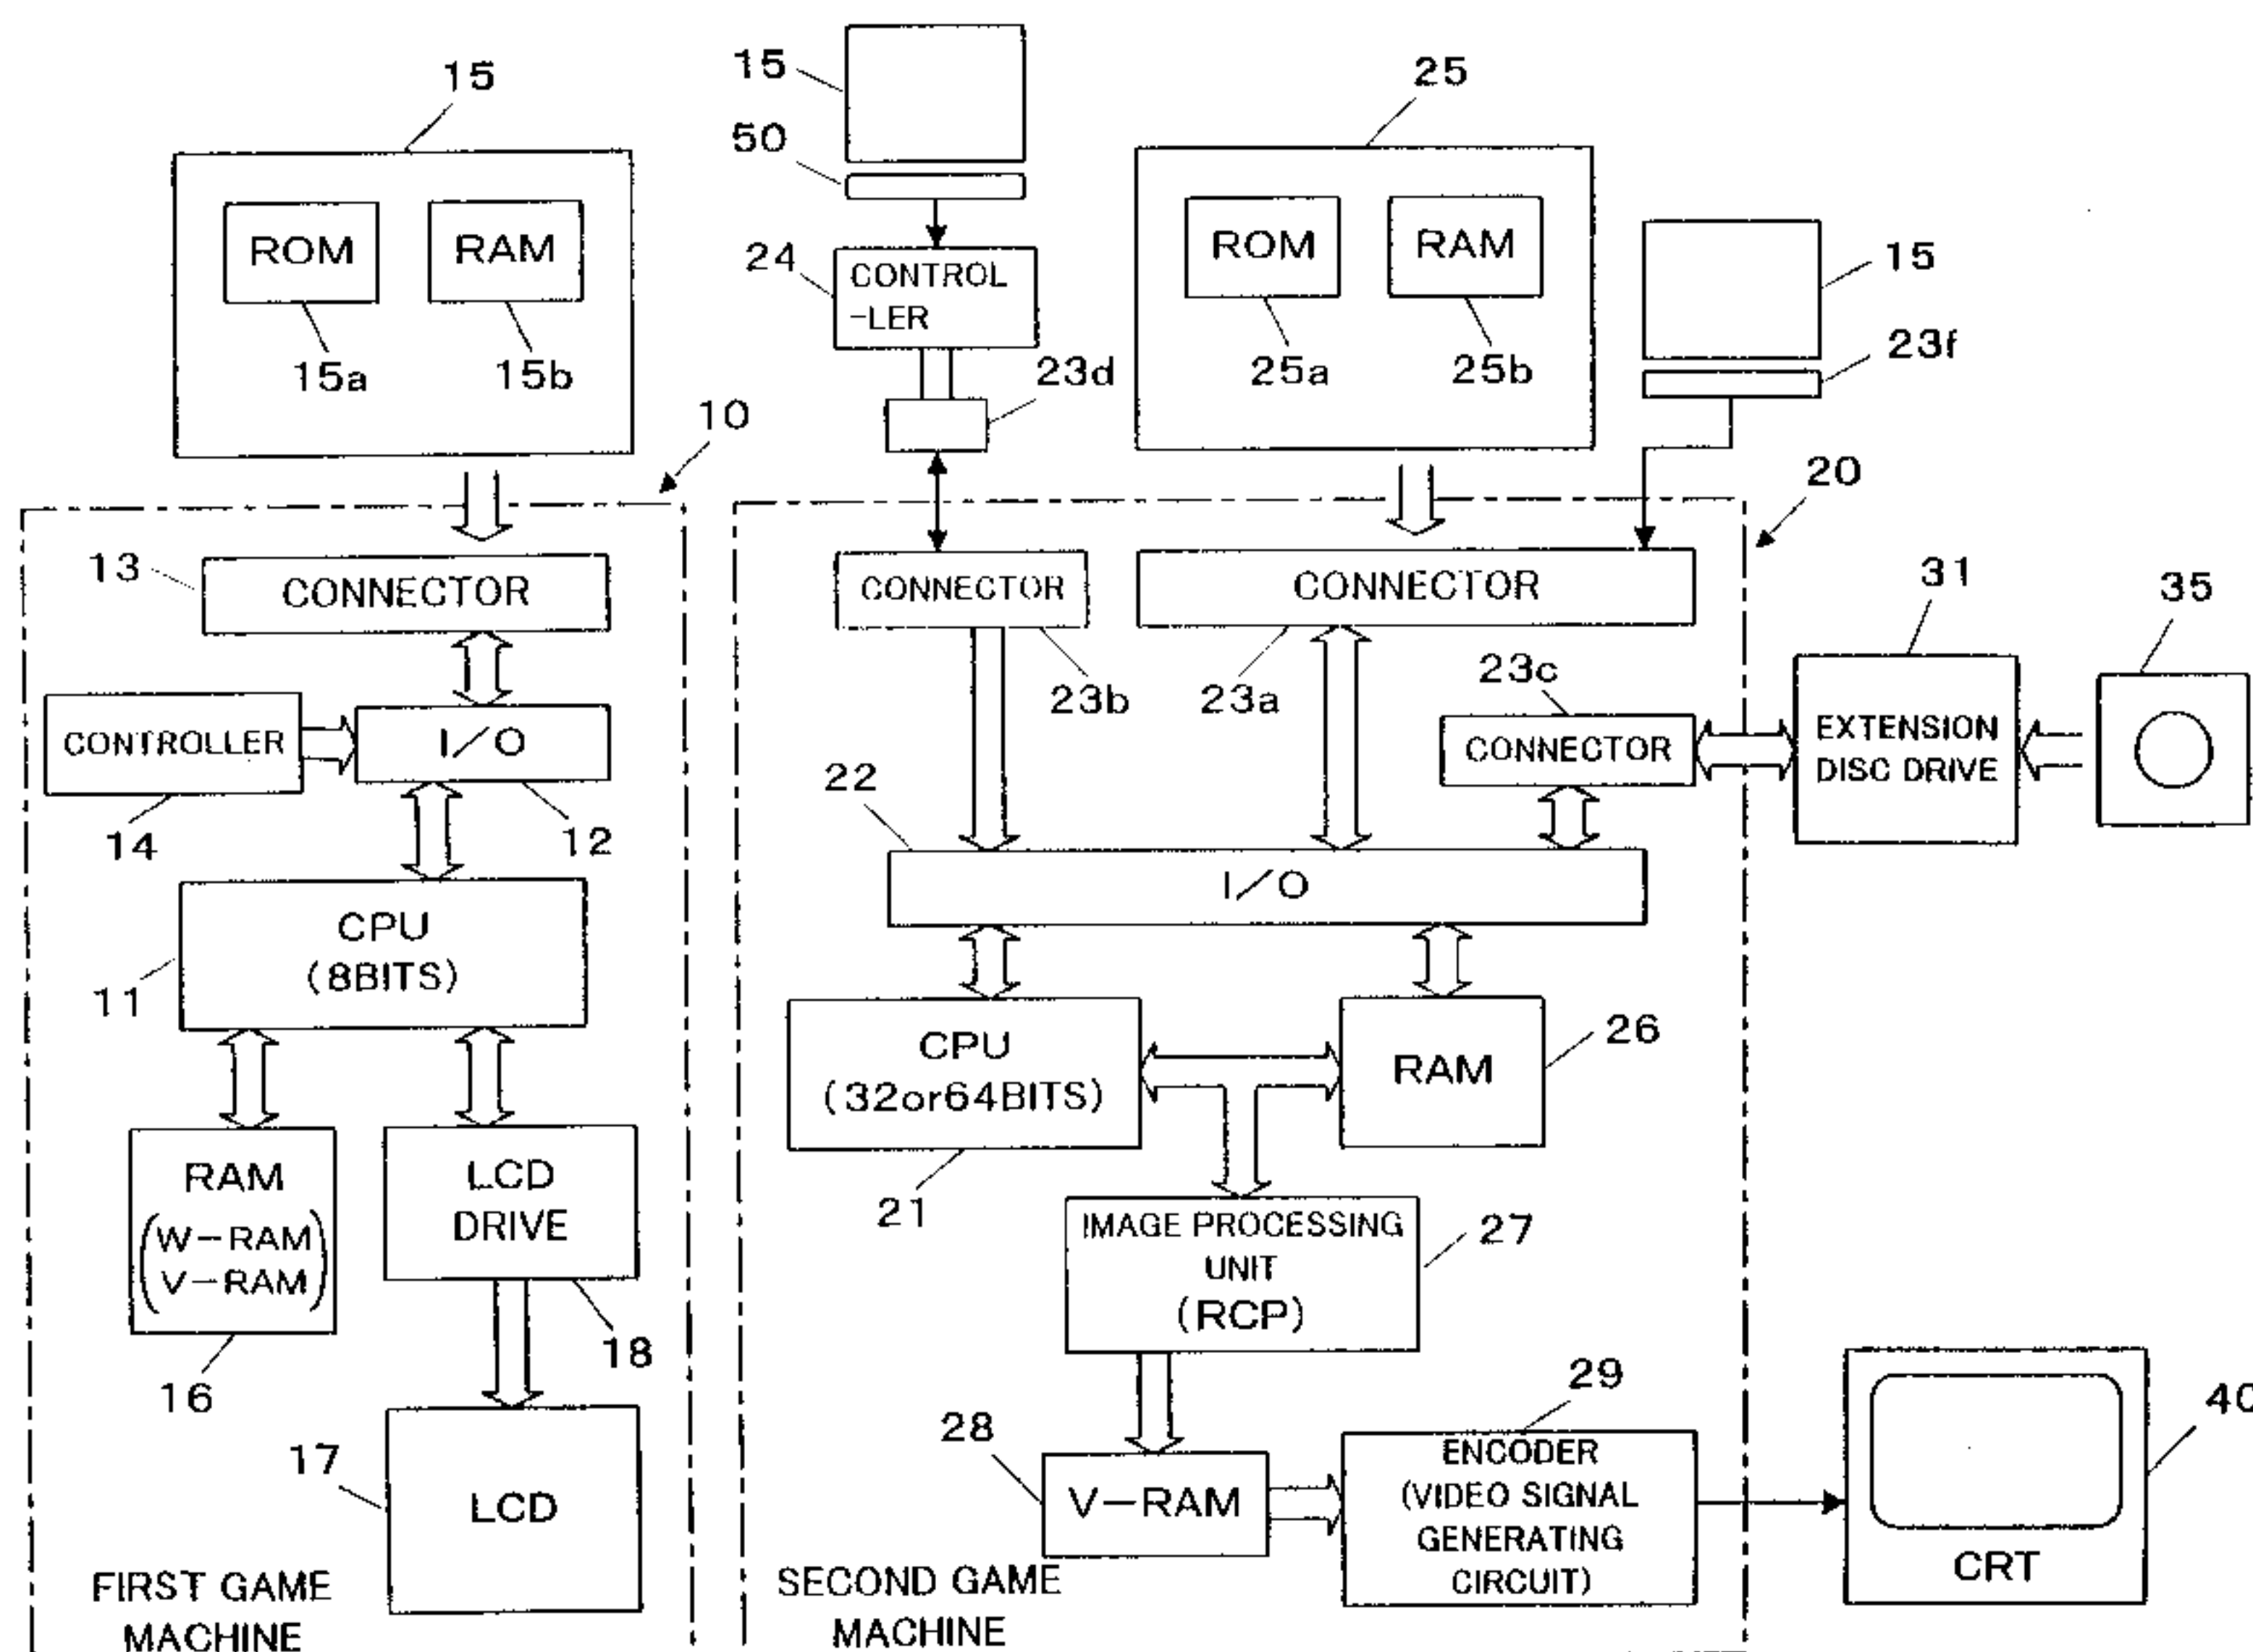 15
ROM
RAM
15a
15b
10
13
CONNECTOR
CONTROLLER
I/O
14
12
CPU
(8BITS)
11
RAM
(W-RAM
V-RAM)
16
LCD
DRIVE
18
17
LCD
FIRST GAME
MACHINE
15
50
24
CONTROL
-LER
23d
25
ROM
RAM
25a
25b
15
23f
20
CONNECTOR
23b
CONNECTOR
23a
23c
CONNECTOR
31
EXTENSION
DISC DRIVE
35
22
I/O
CPU
(32or64BITS)
21
RAM
26
IMAGE PROCESSING
UNIT
(RCP)
27
28
V-RAM
29
ENCODER
(VIDEO SIGNAL
GENERATING
CIRCUIT)
40
CRT
SECOND GAME
MACHINE